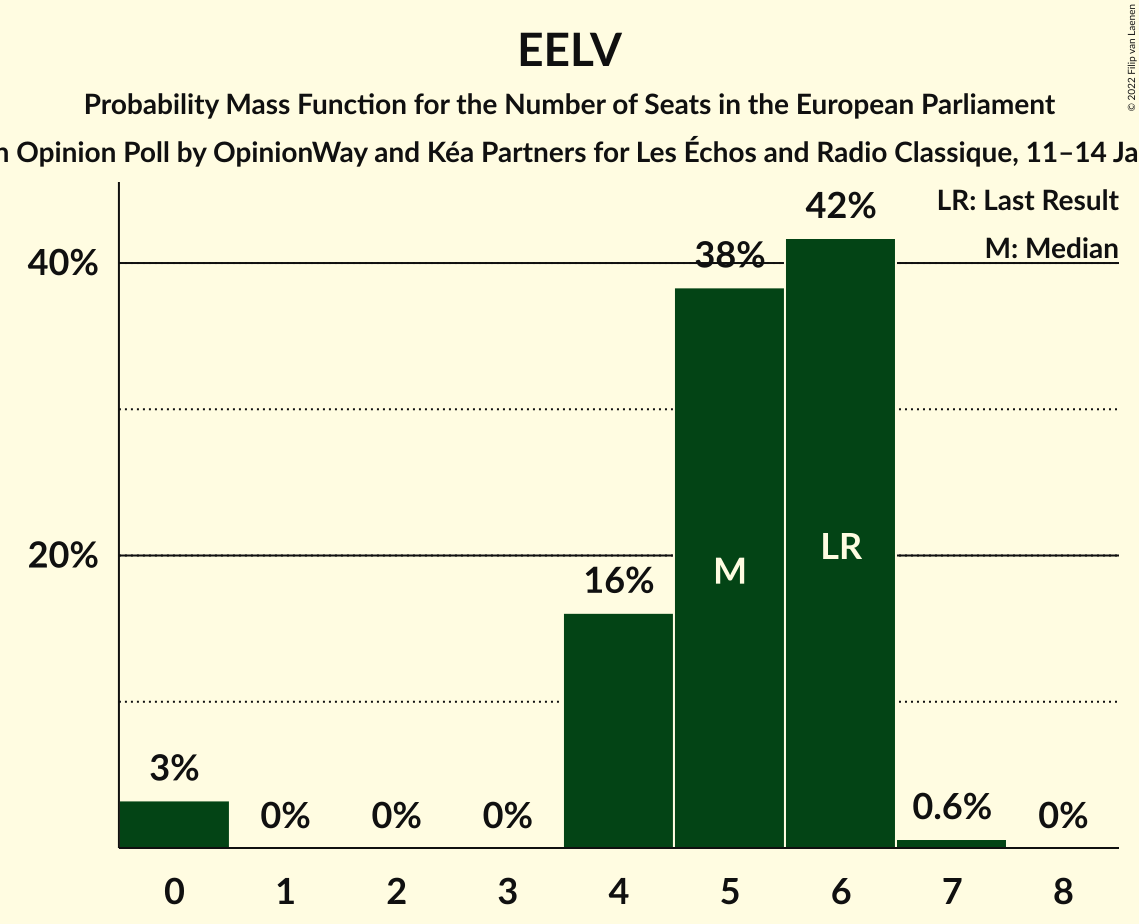 EELV
Probability Mass Function for the Number of Seats in the European Parliament
Opinion Poll by OpinionWay and Kéa Partners for Les Échos and Radio Classique, 11–14
© 2022 Filip van Laenen
LR: Last Result
M: Median
40%
20%
3%
0%
0%
0%
16%
38%
42%
0.6%
0%
M
LR
0 1 2 3 4 5 6 7 8